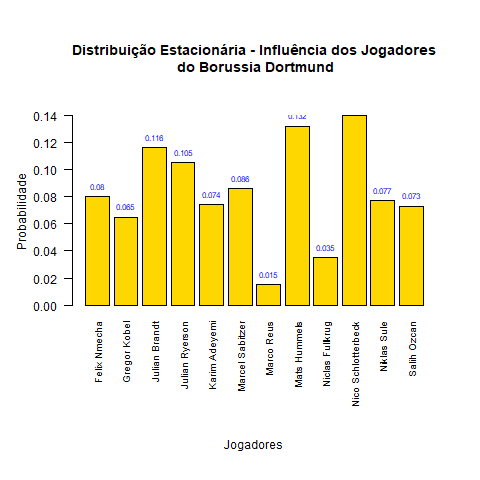 Distribuição Estacionária - Influência dos Jogadores
do Borussia Dortmund
Probabilidade
0.14
0.12
0.10
0.08
0.06
0.04
0.02
0.00
0.08
0.065
0.116
0.105
0.074
0.086
0.015
0.132
0.035
0.077
0.073
Felix Nmecha
Gregor Kobel
Julian Brandt
Julian Ryerson
Karim Adeyemi
Marcel Sabitzer
Marco Reus
Mats Hummels
Niclas Fullkrug
Nico Schlotterbeck
Niklas Sule
Salih Ozcan
Jogadores